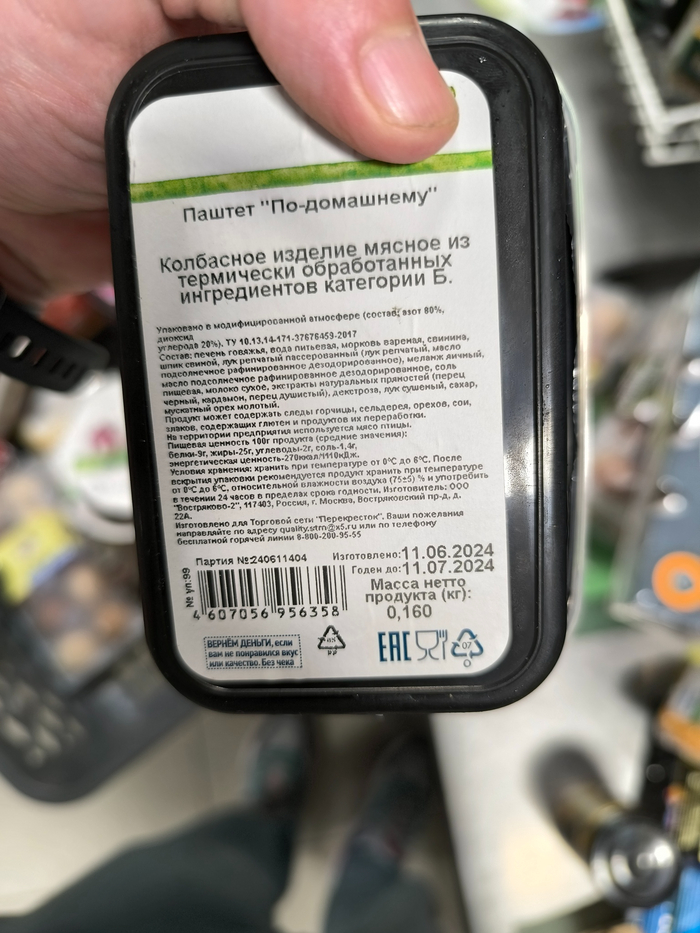 Паштет "По-домашнему"
Колбасное изделие мясное из
термически обработанных
ингредиентов категории Б.
Упаковано в модифицированной атмосфере (состав: азот 80%,
диоксид
углерода 20%). ТУ 10.13.14-171-37676459-2017
Состав: печень говяжья, вода питьевая, морковь вареная, свинина,
шпик свиной, лук репчатый пассерованный (лук репчатый, масло
подсолнечное рафинированное дезодорированное), меланж яичный,
масло подсолнечное рафинированное дезодорированное, соль
пищевая, молоко сухое, экстракты натуральных пряностей (перец
черный, кардамон, перец душистый), декстроза, лук сушеный, сахар,
мускатный орех молотый.
Продукт может содержать следы горчицы, сельдерея, орехов, сои,
злаков, содержащих глютен и продуктов их переработки.
На территории предприятия используется мясо птицы.
Пищевая ценность 100г продукта (средние значения):
белки-9г, жиры-25г, углеводы-2г, соль-1,4г,
энергетическая ценность-270ккал/1110кДж.
Условия хранения: хранить при температуре от 0°С до 6°С. После
вскрытия упаковки рекомендуется продукт хранить при температуре
от 0°С до 6°С, относительной влажности воздуха (75±5) % и употребить
в течении 24 часов в пределах срока годности. Изготовитель: ООО
"Востряково-2", 117403, Россия, г. Москва, Востряковский пр-д, д.
22А.
Изготовлено для Торговой сети "Перекресток". Ваши пожелания
направляйте по адресу quality.strn@x5.ru или по телефону
бесплатной горячей линии 8-800-200-95-55
Партия №:240611404
Изготовлено:11.06.2024
Годен до:11.07.2024
Масса нетто
продукта (кг):
0,160
№ уп:99
4 607056 956358
ВЕРНЁМ ДЕНЬГИ, если
вам не понравился вкус
или качество. Без чека
PP
EAC
07
O